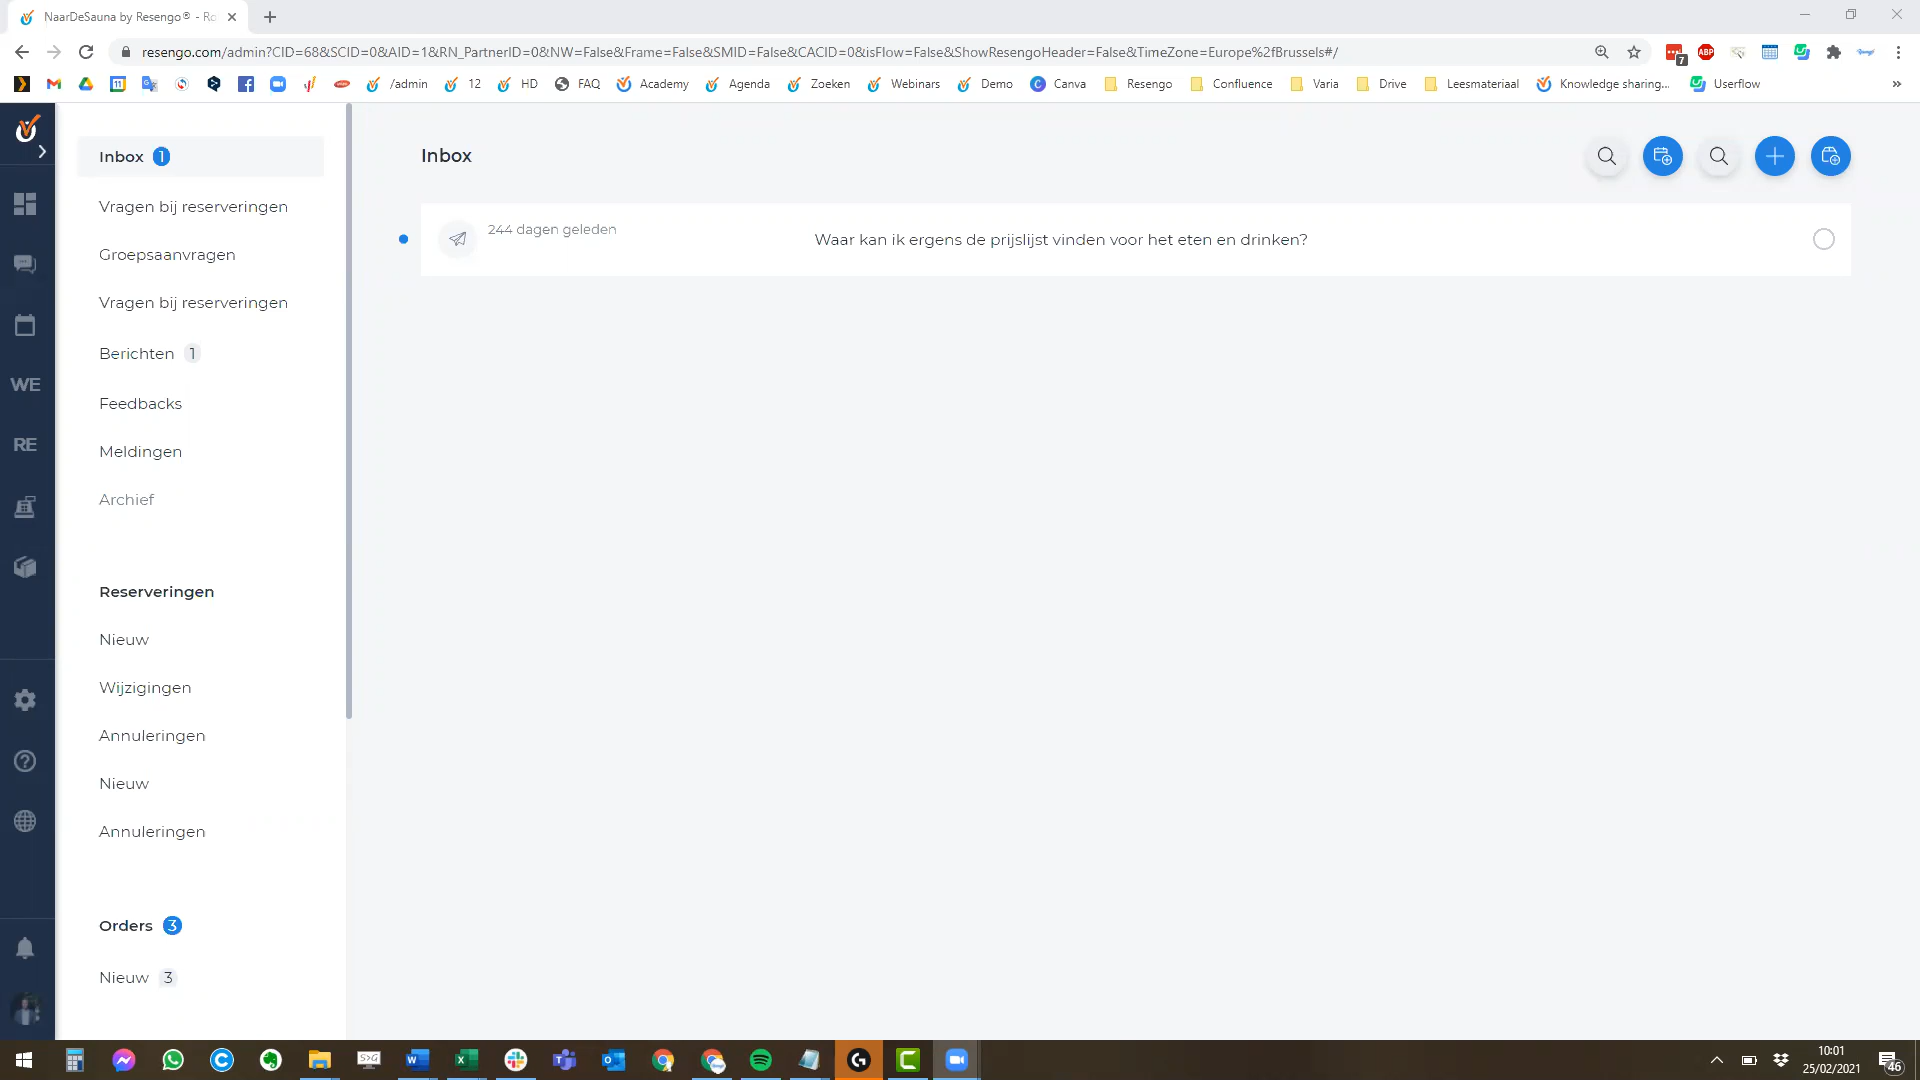 NaarDeSauna by Resengo® - Ro
resengo.com/admin?CID=68&SCID=0&AID=1&RN_PartnerID=0&NW=False&Frame=False&SMID=False&CACID=0&isFlow=False&ShowResengoHeader=False&TimeZone=Europe%2fBrussels#/
7
ABP
/admin
12
HD
FAQ
Academy
Agenda
Zoeken
Webinars
Demo
Canva
Resengo
Confluence
Varia
Drive
Leesmateriaal
Knowledge sharing...
Userflow
»
WE
RE
Inbox 1
Vragen bij reserveringen
Groepsaanvragen
Vragen bij reserveringen
Berichten 1
Feedbacks
Meldingen
Archief
Reserveringen
Nieuw
Wijzigingen
Annuleringen
Nieuw
Annuleringen
Orders 3
Nieuw 3
Inbox
244 dagen geleden
Waar kan ik ergens de prijslijst vinden voor het eten en drinken?
10:01
25/02/2021
46